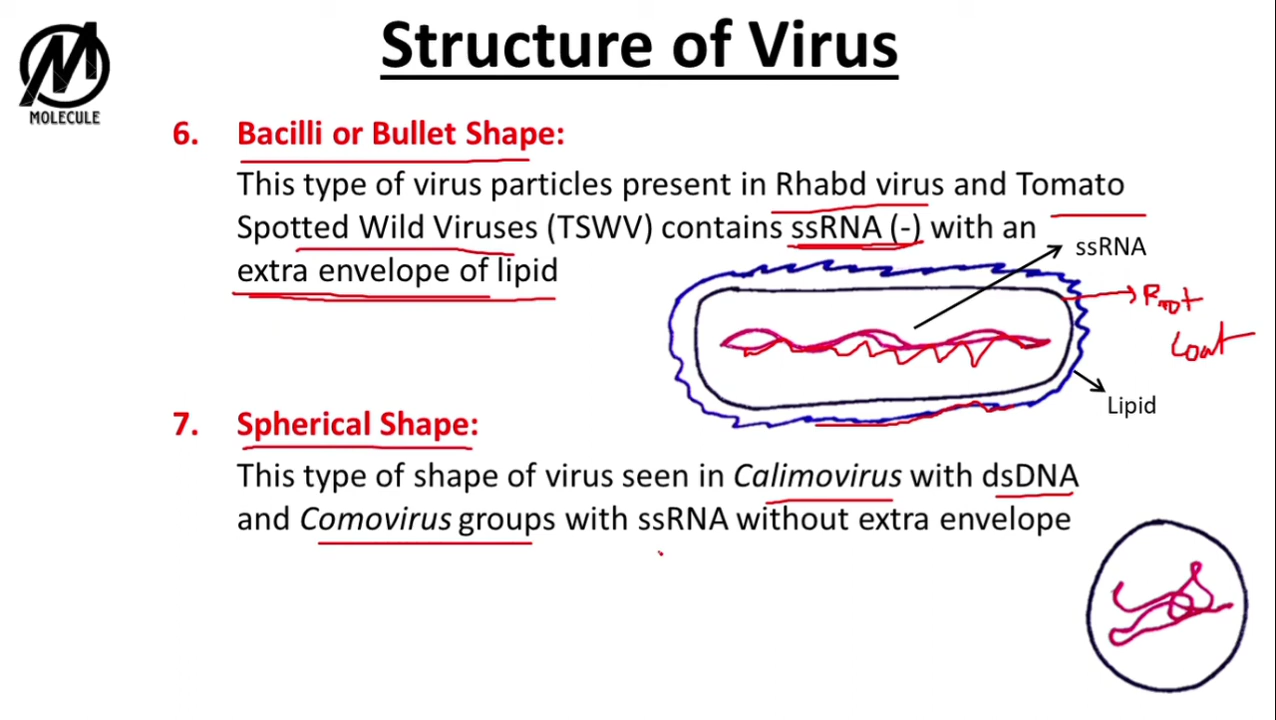 MOLECULE
Structure of Virus
6. Bacilli or Bullet Shape:
This type of virus particles present in Rhabd virus and Tomato
Spotted Wild Viruses (TSWV) contains ssRNA (-) with an
extra envelope of lipid
ssRNA
Coat
Lipid
7. Spherical Shape:
This type of shape of virus seen in Calimovirus with dsDNA
and Comovirus groups with ssRNA without extra envelope